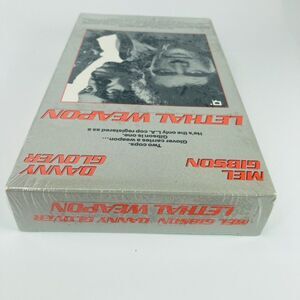 MEL
GIBSON
DANNY
GLOVER
Two cops.
Glover carries a weapon...
Gibson is one.
He's the only L.A. cop registered as a
LETHAL WEAPON
MEL GIBSON DANNY GLOVER
LETHAL WEAPON